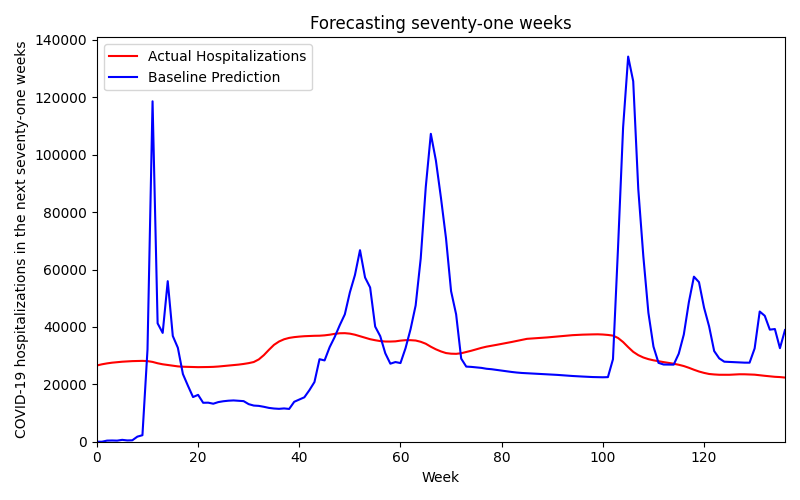 Forecasting seventy-one weeks
COVID-19 hospitalizations in the next seventy-one weeks
140000
120000
100000
80000
60000
40000
20000
0
Actual Hospitalizations
Baseline Prediction
0 20 40 60 80 100 120
Week